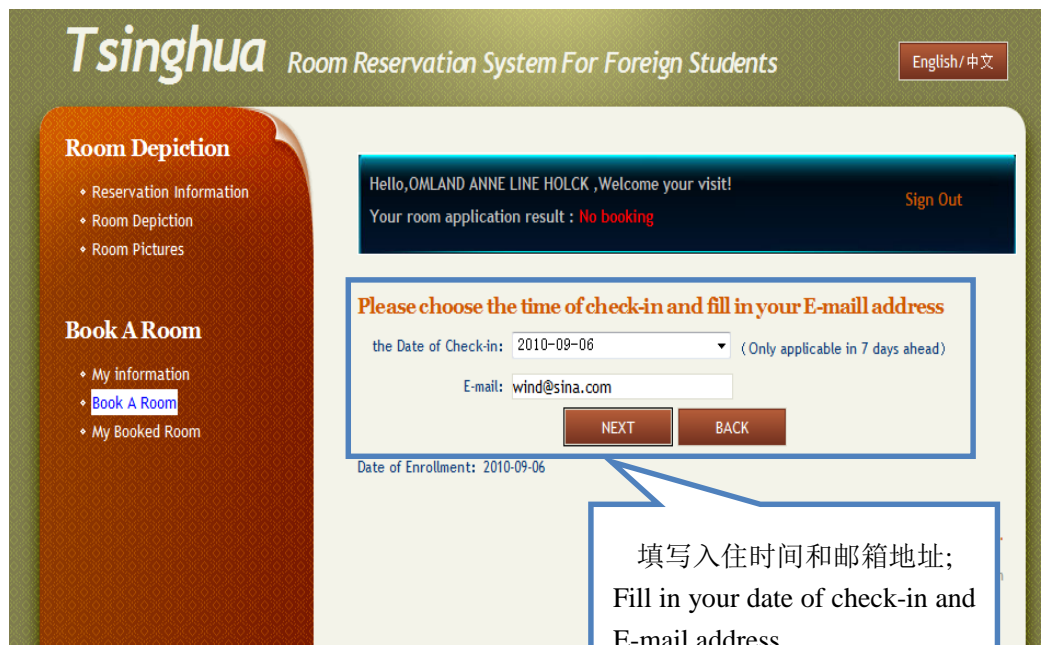 Tsinghua Room Reservation System For Foreign Students
English/中文
Room Depiction
Reservation Information
Room Depiction
Room Pictures
Book A Room
My information
Book A Room
My Booked Room
Hello,OMLAND ANNE LINE HOLCK ,Welcome your visit!
Your room application result : No booking
Sign Out
Please choose the time of check-in and fill in your E-maill address
the Date of Check-in: 2010-09-06 (Only applicable in 7 days ahead)
E-mail: wind@sina.com
NEXT BACK
Date of Enrollment: 2010-09-06
填写入住时间和邮箱地址;
Fill in your date of check-in and
E-mail address